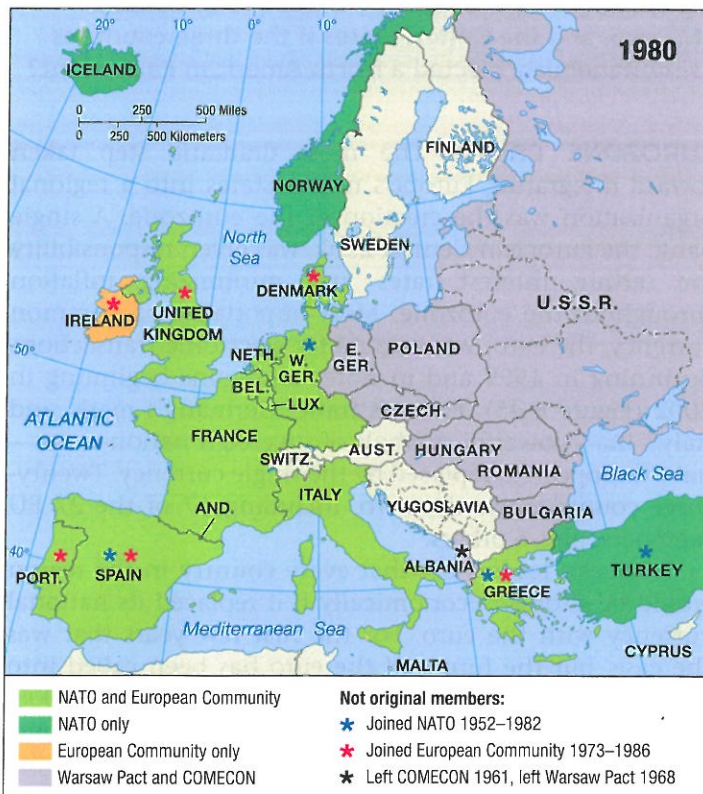 20° 10° 0° 10° 20°
1980
ICELAND
0 250 500 Miles
0 250 500 Kilometers
FINLAND
NORWAY
SWEDEN
North
Sea
DENMARK
U.S.S.R.
IRELAND
UNITED
KINGDOM
50°
NETH.
W.
GER.
E.
GER.
POLAND
BEL.
LUX.
CZECH.
ATLANTIC
OCEAN
FRANCE
SWITZ.
AUST.
HUNGARY
ROMANIA
Black Sea
ITALY
YUGOSLAVIA
BULGARIA
AND.
40°
PORT.
SPAIN
ALBANIA
GREECE
TURKEY
Mediterranean Sea
MALTA
CYPRUS
NATO and European Community
NATO only
European Community only
Warsaw Pact and COMECON
Not original members:
* Joined NATO 1952–1982
* Joined European Community 1973–1986
* Left COMECON 1961, left Warsaw Pact 1968